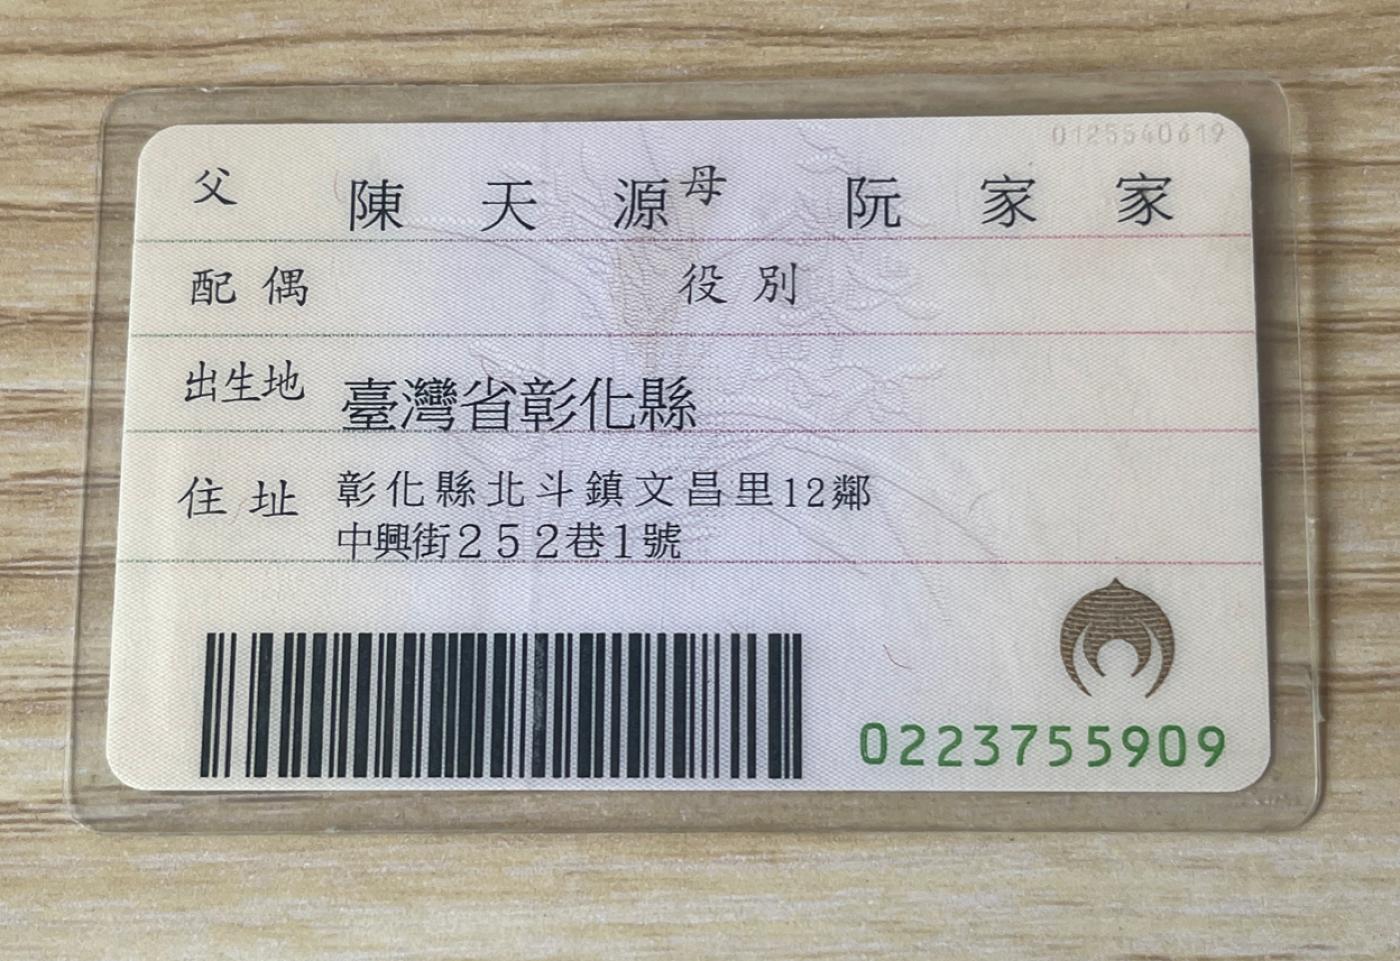 0125540619
父 陳天源 母 阮家家
配偶 役別
出生地 臺灣省彰化縣
住址 彰化縣北斗鎮文昌里12鄰
中興街252巷1號
0223755909